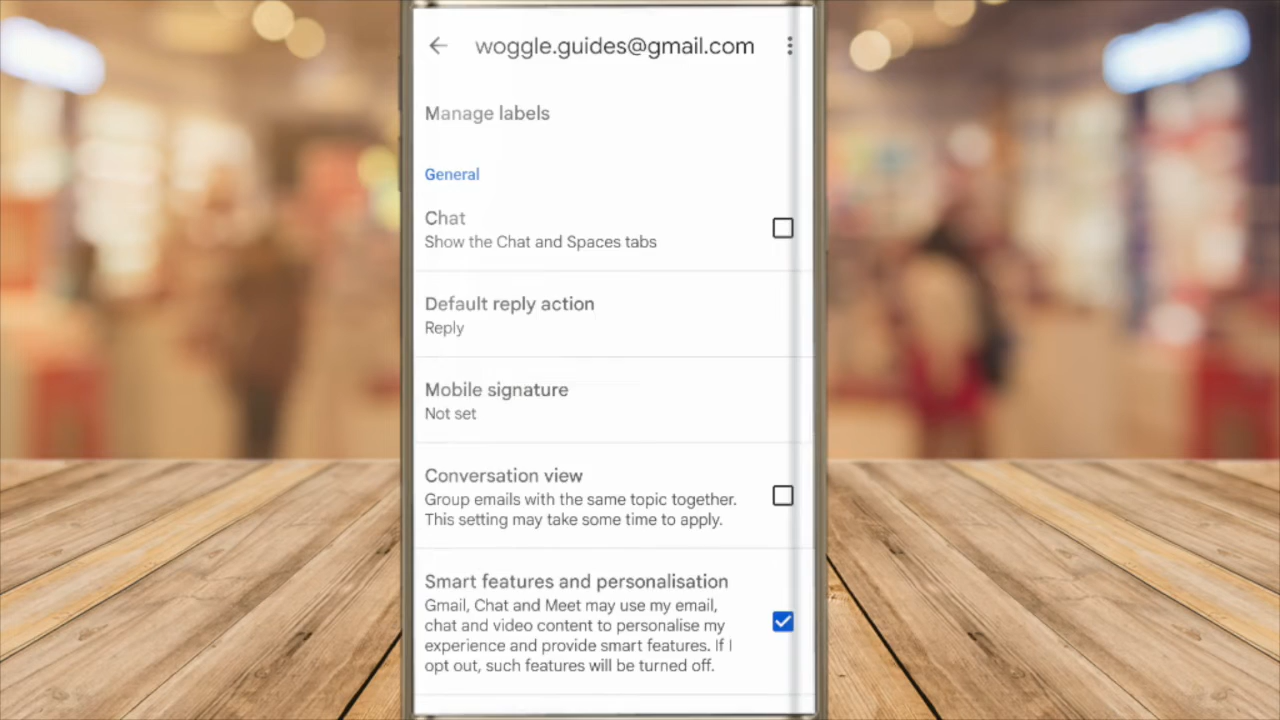 woggle.guides@gmail.com
Manage labels
General
Chat
Show the Chat and Spaces tabs
Default reply action
Reply
Mobile signature
Not set
Conversation view
Group emails with the same topic together.
This setting may take some time to apply.
Smart features and personalisation
Gmail, Chat and Meet may use my email,
chat and video content to personalise my
experience and provide smart features. If I
opt out, such features will be turned off.